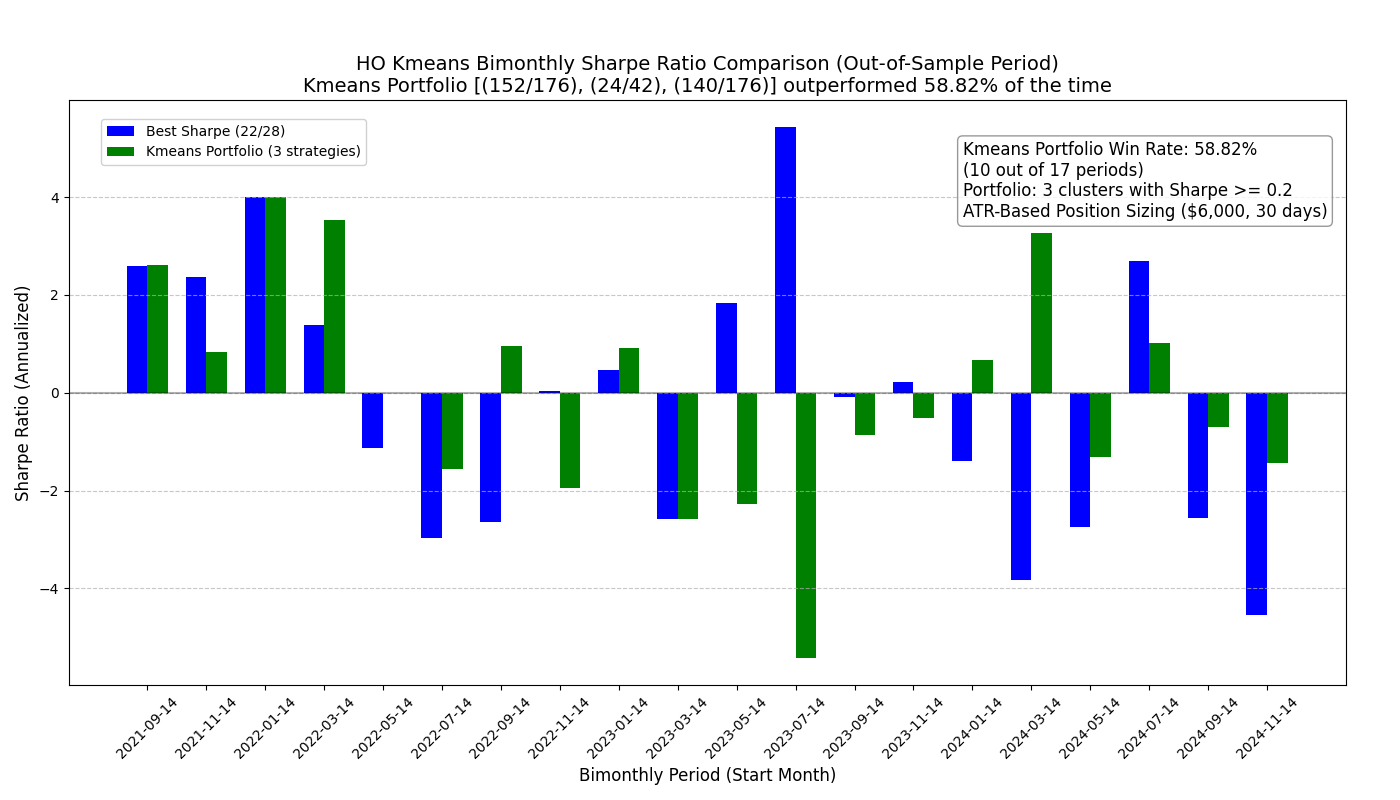 HO Kmeans Bimonthly Sharpe Ratio Comparison (Out-of-Sample Period)
Kmeans Portfolio [(152/176), (24/42), (140/176)] outperformed 58.82% of the time
Best Sharpe (22/28)
Kmeans Portfolio (3 strategies)
Kmeans Portfolio Win Rate: 58.82%
(10 out of 17 periods)
Portfolio: 3 clusters with Sharpe >= 0.2
ATR-Based Position Sizing ($6,000, 30 days)
Sharpe Ratio (Annualized)
4
2
0
−2
−4
2021-09-14
2021-11-14
2022-01-14
2022-03-14
2022-05-14
2022-07-14
2022-09-14
2022-11-14
2023-01-14
2023-03-14
2023-05-14
2023-07-14
2023-09-14
2023-11-14
2024-01-14
2024-03-14
2024-05-14
2024-07-14
2024-09-14
2024-11-14
Bimonthly Period (Start Month)